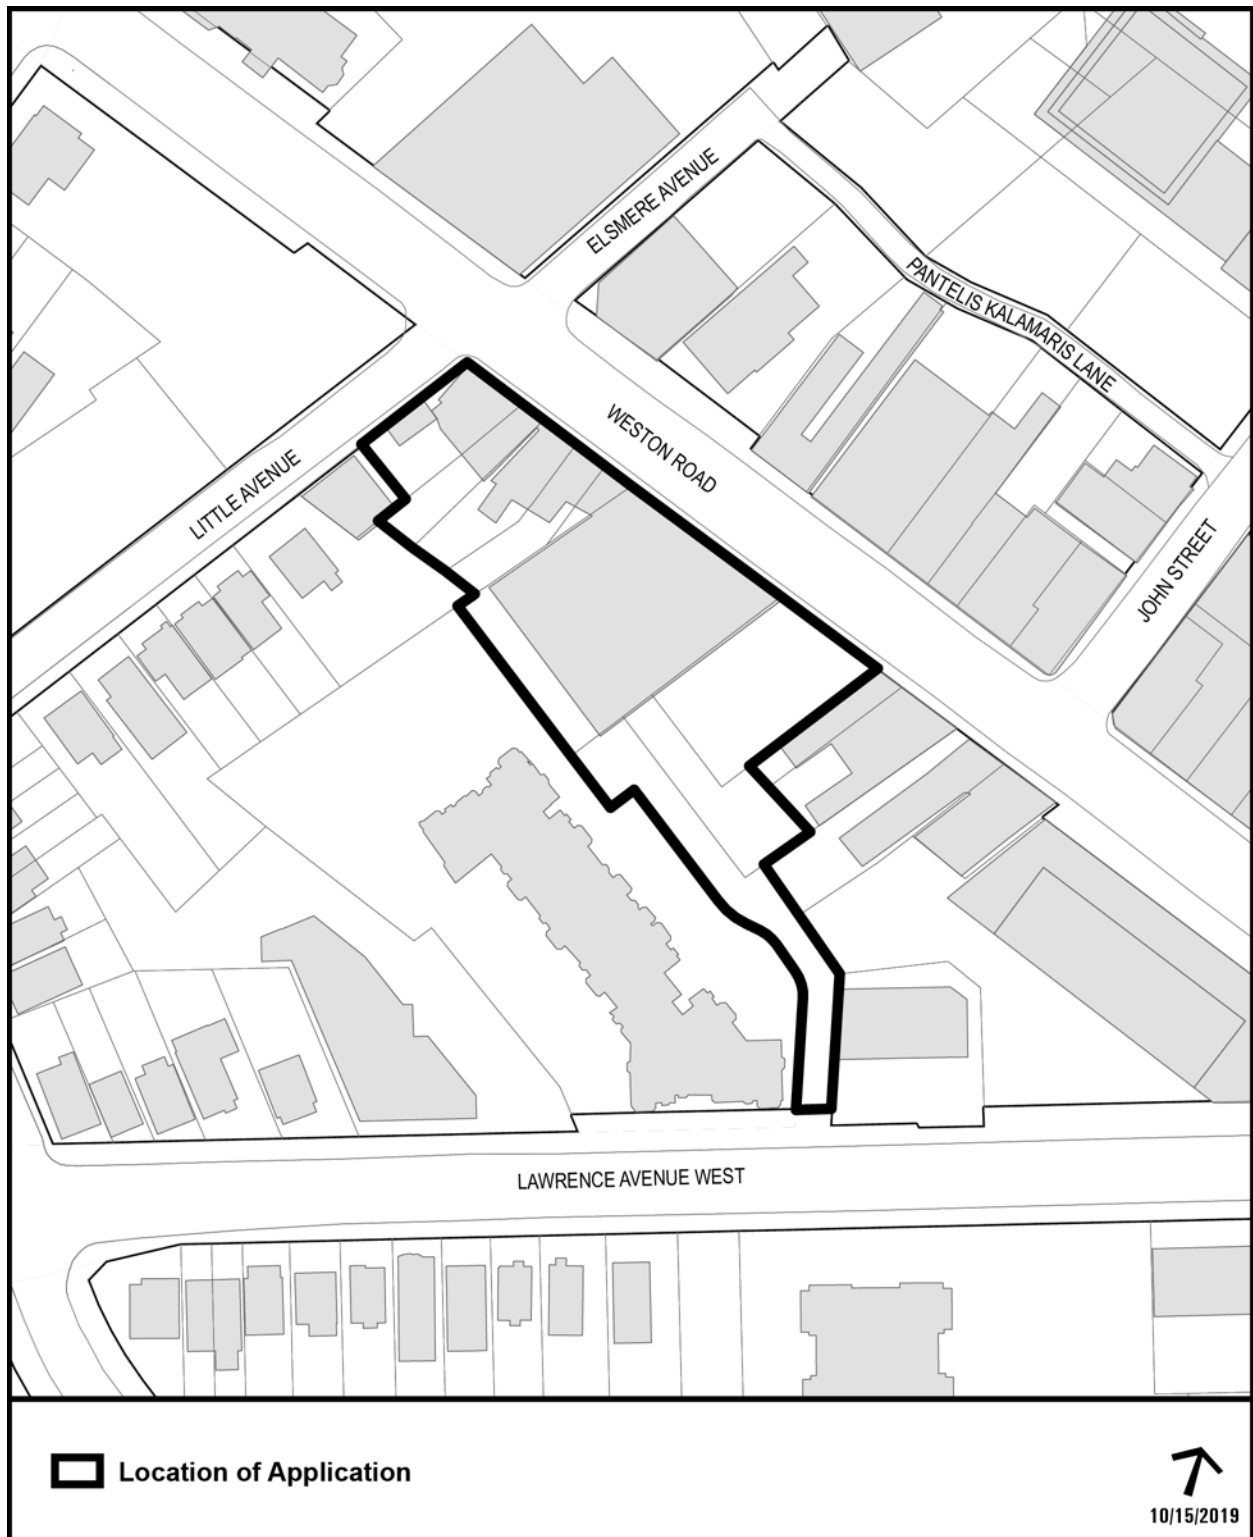 ELSMERE AVENUE
PANTELIS KALAMARIS LANE
WESTON ROAD
LITTLE AVENUE
JOHN STREET
LAWRENCE AVENUE WEST
Location of Application
10/15/2019